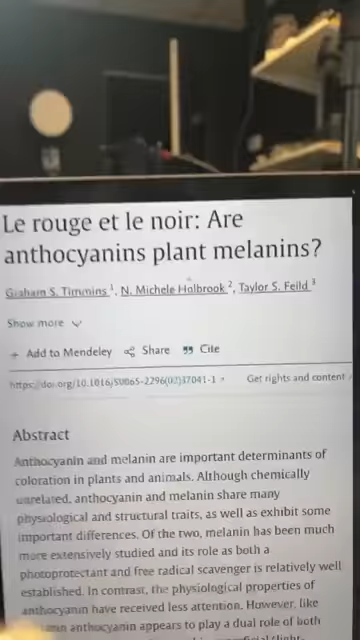 Le rouge et le noir: Are
anthocyanins plant melanins?
Graham S. Timmins 1, N. Michele Holbrook 2, Taylor S. Feild 3
Show more
+ Add to Mendeley Share Cite
https://doi.org/10.1016/S0065-2296(02)37041-1 Get rights and content
Abstract
Anthocyanin and melanin are important determinants of
coloration in plants and animals. Although chemically
unrelated, anthocyanin and melanin share many
physiological and structural traits, as well as exhibit some
important differences. Of the two, melanin has been much
more extensively studied and its role as both a
photoprotectant and free radical scavenger is relatively well
established. In contrast, the physiological properties of
anthocyanin have received less attention. However, like
anthocyanin appears to play a dual role of both